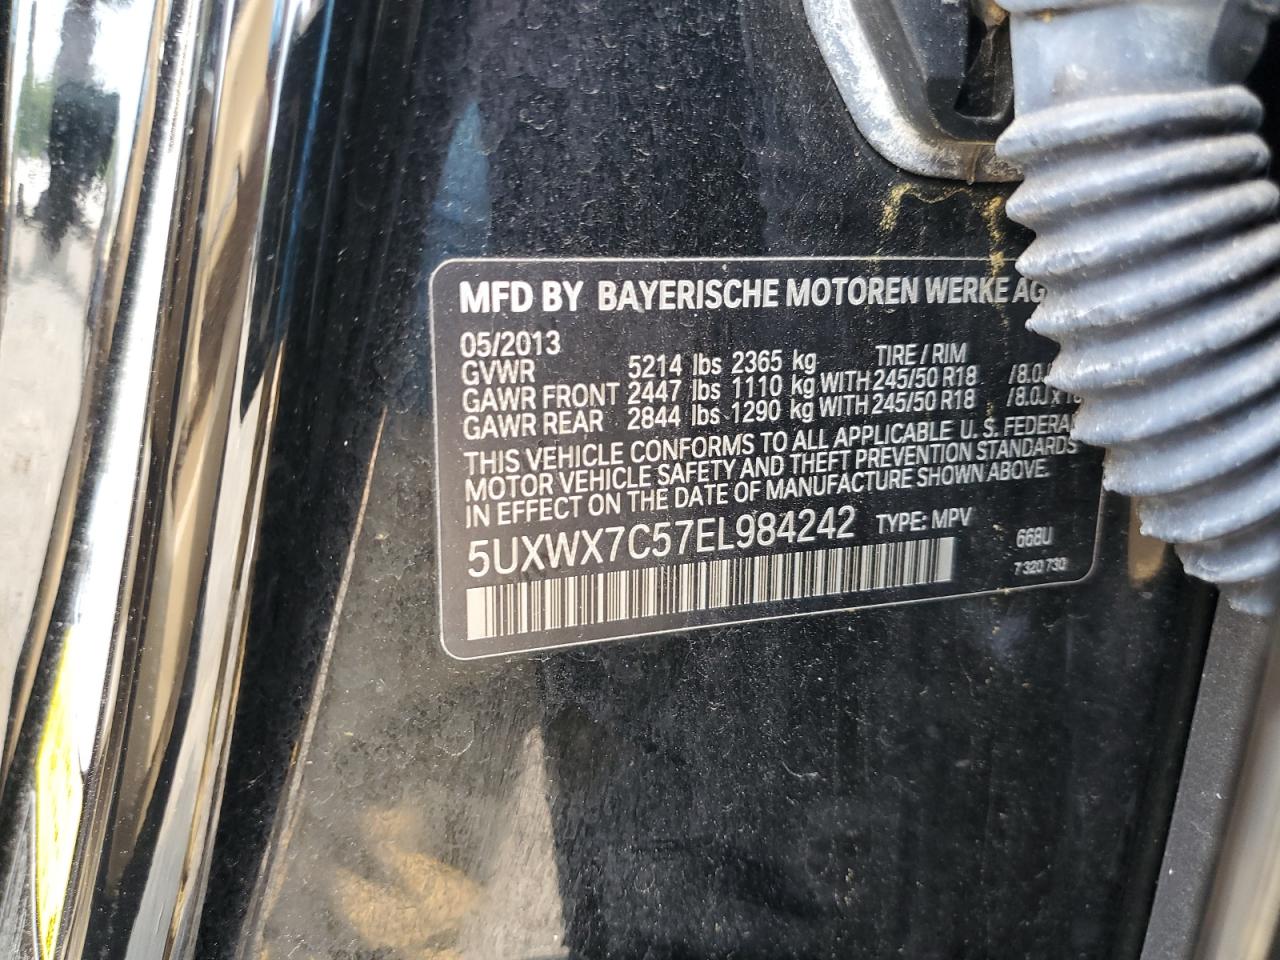 MFD BY BAYERISCHE MOTOREN WERKE AG
05/2013 TIRE / RIM
GVWR 5214 lbs 2365 kg
GAWR FRONT 2447 lbs 1110 kg WITH 245/50 R18 /8.0J
GAWR REAR 2844 lbs 1290 kg WITH 245/50 R18 /8.0J x
THIS VEHICLE CONFORMS TO ALL APPLICABLE U. S. FEDERA
MOTOR VEHICLE SAFETY AND THEFT PREVENTION STANDARDS
IN EFFECT ON THE DATE OF MANUFACTURE SHOWN ABOVE.
5UXWX7C57EL984242 TYPE: MPV
668U
7 320 730